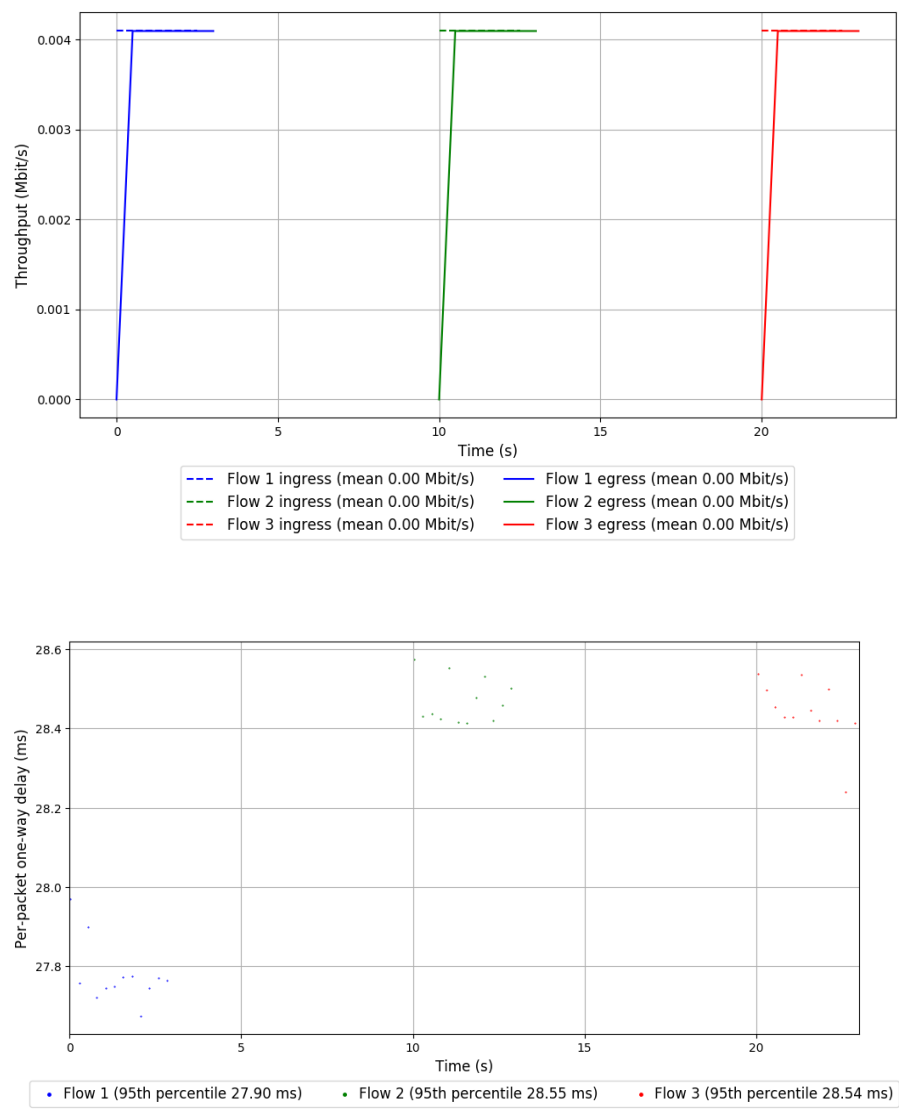 0.004
0.003
0.002
0.001
0.000
Throughput (Mbit/s)
0 5 10 15 20
Time (s)
Flow 1 ingress (mean 0.00 Mbit/s) Flow 1 egress (mean 0.00 Mbit/s)
Flow 2 ingress (mean 0.00 Mbit/s) Flow 2 egress (mean 0.00 Mbit/s)
Flow 3 ingress (mean 0.00 Mbit/s) Flow 3 egress (mean 0.00 Mbit/s)
28.6
28.4
28.2
28.0
27.8
Per-packet one-way delay (ms)
0 5 10 15 20
Time (s)
Flow 1 (95th percentile 27.90 ms) Flow 2 (95th percentile 28.55 ms) Flow 3 (95th percentile 28.54 ms)